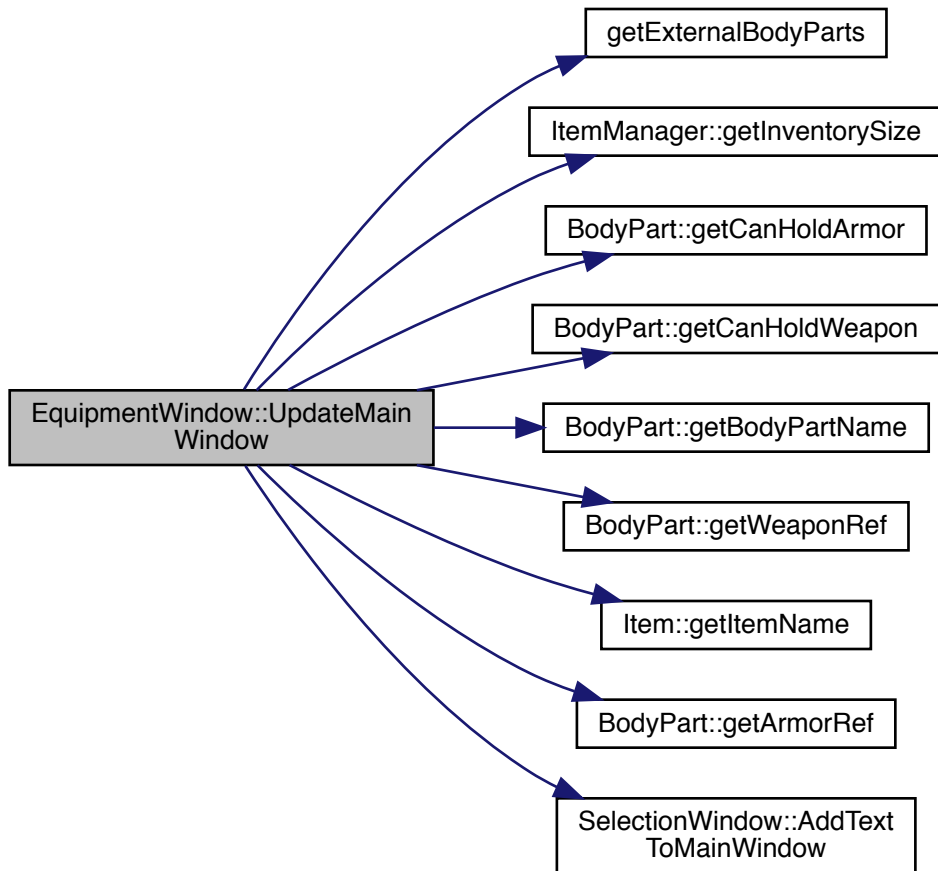 getExternalBodyParts
ItemManager::getInventorySize
BodyPart::getCanHoldArmor
BodyPart::getCanHoldWeapon
EquipmentWindow::UpdateMain
Window
BodyPart::getBodyPartName
BodyPart::getWeaponRef
Item::getItemName
BodyPart::getArmorRef
SelectionWindow::AddText
ToMainWindow